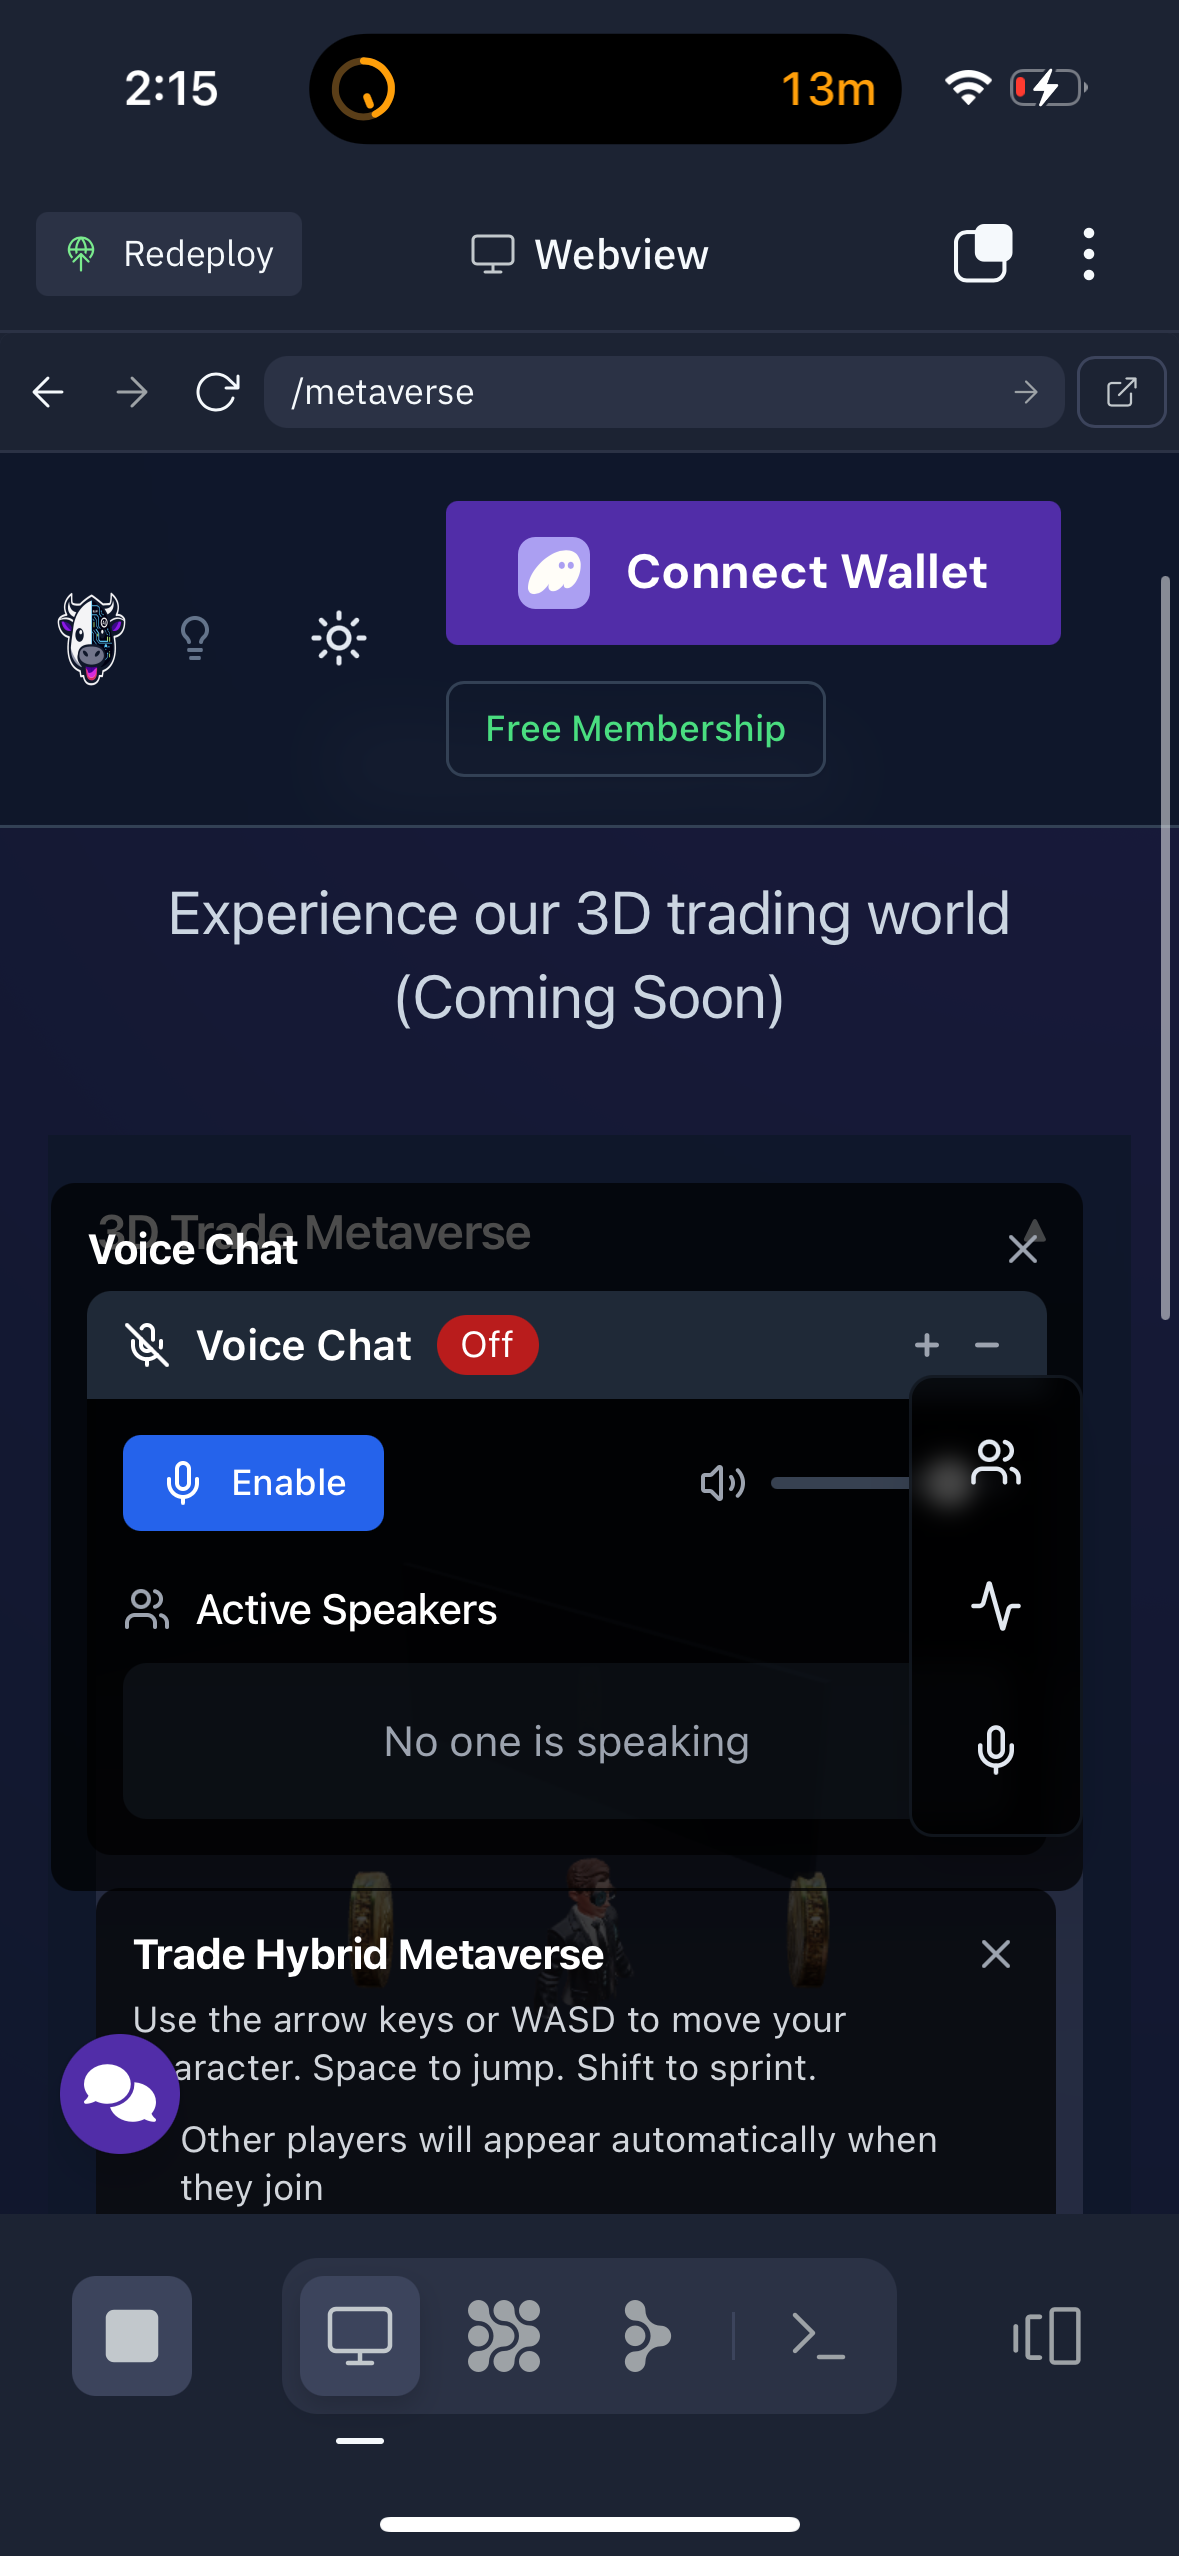 2:15
13m
Redeploy
Webview
/metaverse
Connect Wallet
Free Membership
Experience our 3D trading world
(Coming Soon)
3D Trade Metaverse
Voice Chat
Voice Chat
Off
Enable
Active Speakers
No one is speaking
Trade Hybrid Metaverse
Use the arrow keys or WASD to move your
aracter. Space to jump. Shift to sprint.
Other players will appear automatically when
they join